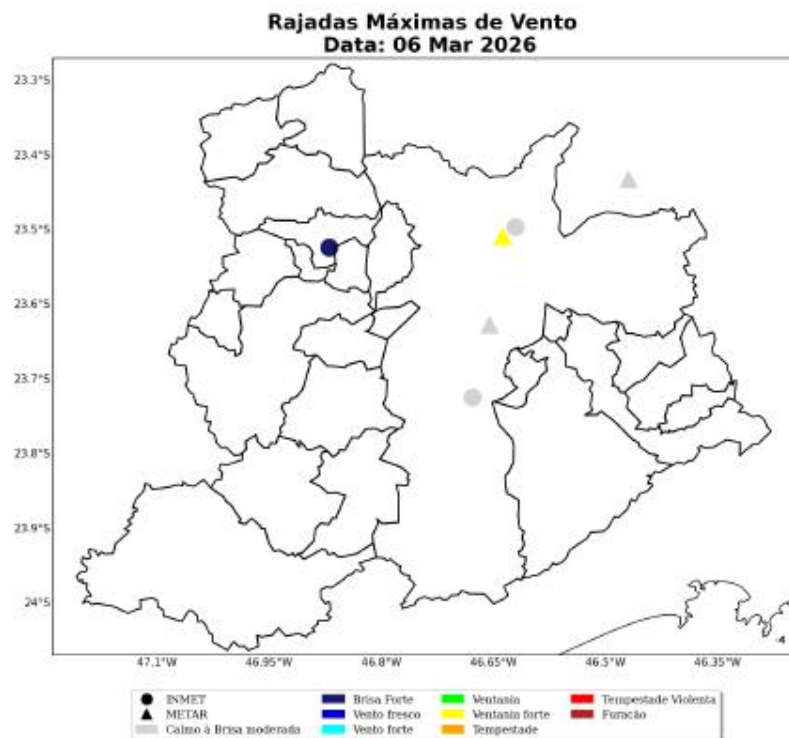 Rajadas Máximas de Vento
Data: 06 Mar 2026
23.3°S
23.4°S
23.5°S
23.6°S
23.7°S
23.8°S
23.9°S
24°S
-4
47.1°W 46.95°W 46.8°W 46.65°W 46.5°W 46.35°W
INMET Brisa Forte Ventania Tempestade Violenta
METAR Vento fresco Ventania forte Furacão
Calmo à Brisa moderada Vento forte Tempestade